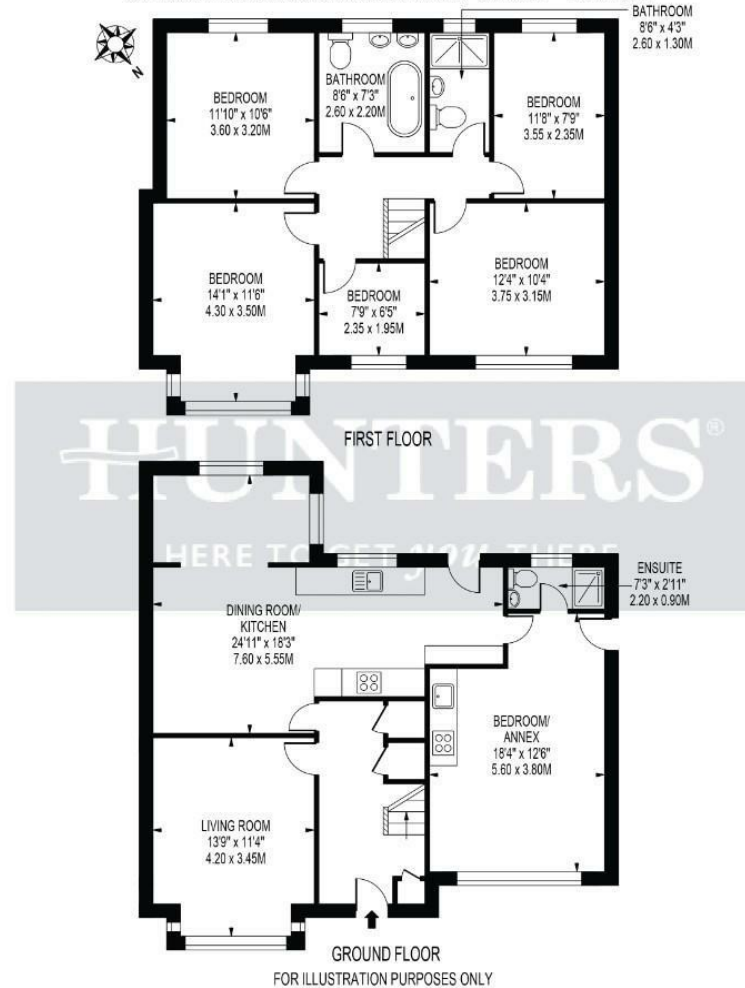 BATHROOM
8'6" x 4'3"
2.60 x 1.30M
N
BEDROOM
11'10" x 10'6"
3.60 x 3.20M
BATHROOM
8'6" x 7'3"
2.60 x 2.20M
BEDROOM
11'8" x 7'9"
3.55 x 2.35M
BEDROOM
14'1" x 11'6"
4.30 x 3.50M
BEDROOM
7'9" x 6'5"
2.35 x 1.95M
BEDROOM
12'4" x 10'4"
3.75 x 3.15M
FIRST FLOOR
HUNTERS®
HERE TO GET you THERE
ENSUITE
7'3" x 2'11"
2.20 x 0.90M
DINING ROOM/
KITCHEN
24'11" x 18'3"
7.60 x 5.55M
BEDROOM/
ANNEX
18'4" x 12'6"
5.60 x 3.80M
LIVING ROOM
13'9" x 11'4"
4.20 x 3.45M
GROUND FLOOR
FOR ILLUSTRATION PURPOSES ONLY